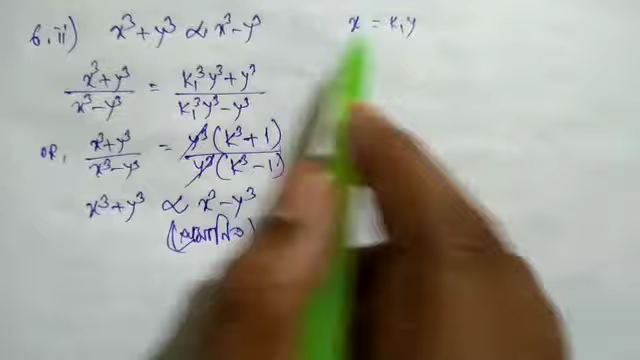 6.ii) x³ + y³ ∝ x³ - y³ x = k₁y
x³+y³/x³-y³ = k₁³y³+y³/k₁³y³-y³
OR, x³+y³/x³-y³ = y³(k³+1)/y³(k³-1)
x³+y³ ∝ x³-y³
(প্রমাণিত)